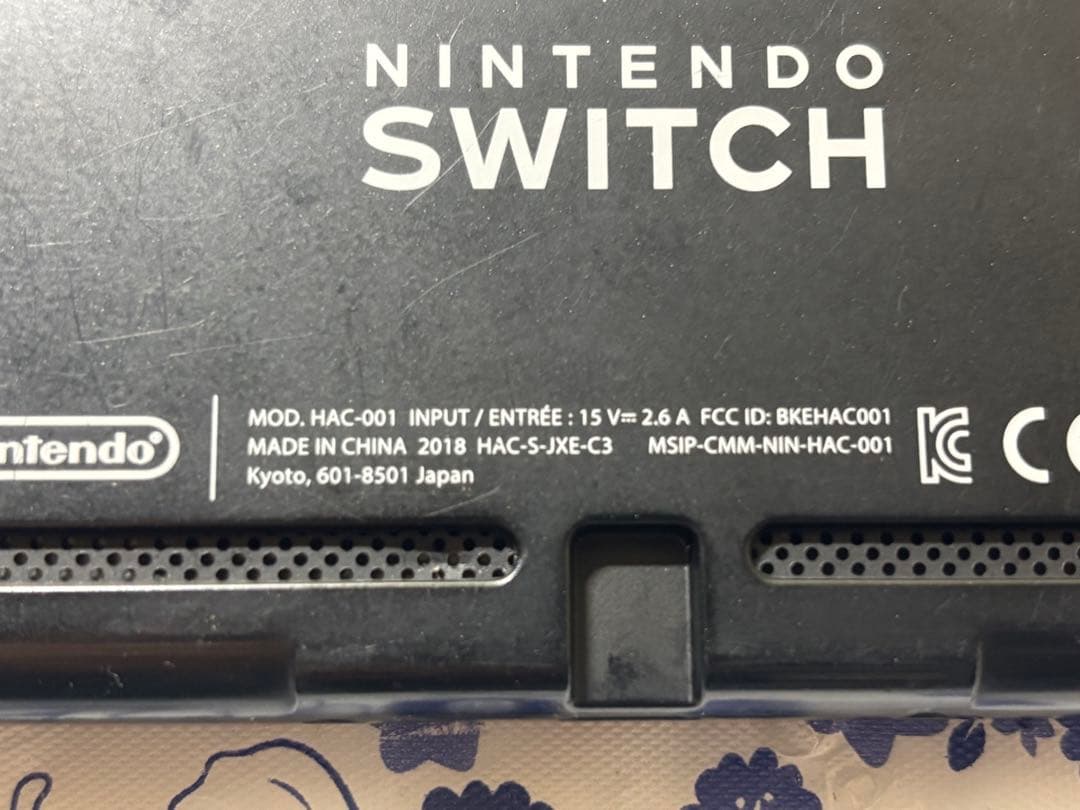 NINTENDO
SWITCH
ntendo®
MOD. HAC-001 INPUT / ENTRÉE : 15 V⎓ 2.6 A FCC ID: BKEHAC001
MADE IN CHINA 2018 HAC-S-JXE-C3 MSIP-CMM-NIN-HAC-001
Kyoto, 601-8501 Japan